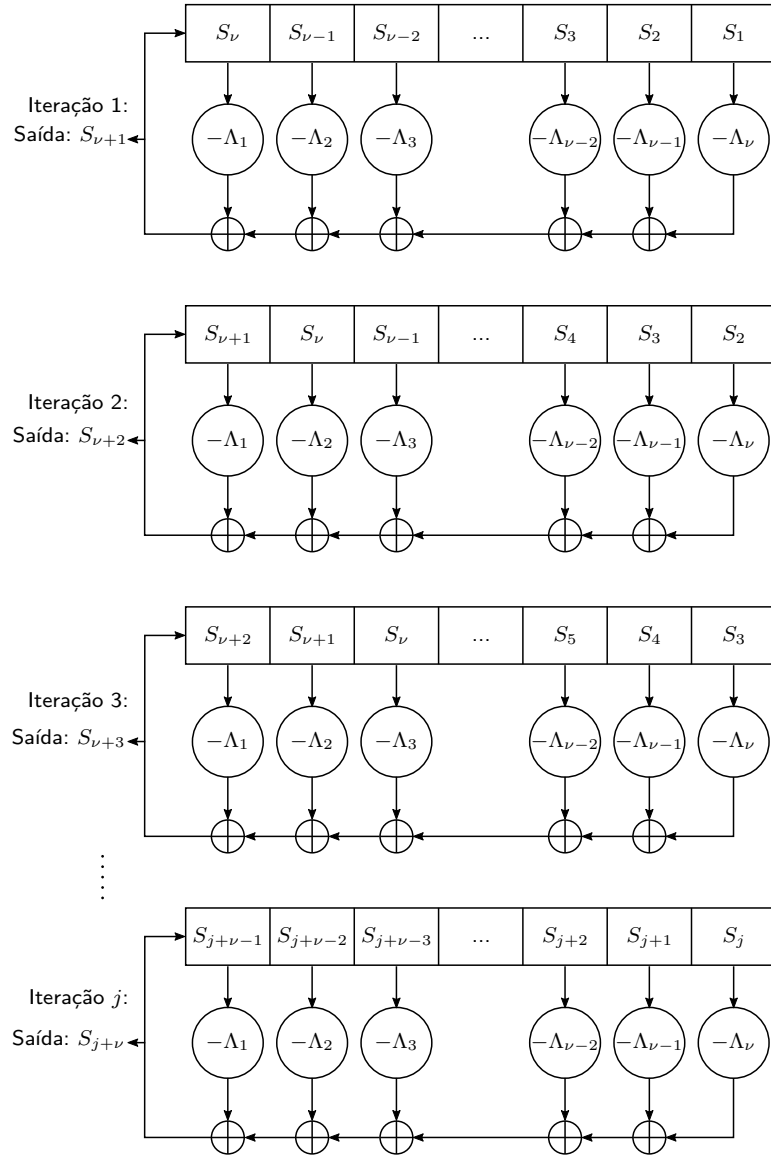 S_ν S_{ν−1} S_{ν−2} ... S_3 S_2 S_1
Iteração 1:
Saída: S_{ν+1}
−Λ_1 −Λ_2 −Λ_3 −Λ_{ν−2} −Λ_{ν−1} −Λ_ν
S_{ν+1} S_ν S_{ν−1} ... S_4 S_3 S_2
Iteração 2:
Saída: S_{ν+2}
−Λ_1 −Λ_2 −Λ_3 −Λ_{ν−2} −Λ_{ν−1} −Λ_ν
S_{ν+2} S_{ν+1} S_ν ... S_5 S_4 S_3
Iteração 3:
Saída: S_{ν+3}
−Λ_1 −Λ_2 −Λ_3 −Λ_{ν−2} −Λ_{ν−1} −Λ_ν
S_{j+ν−1} S_{j+ν−2} S_{j+ν−3} ... S_{j+2} S_{j+1} S_j
Iteração j:
Saída: S_{j+ν}
−Λ_1 −Λ_2 −Λ_3 −Λ_{ν−2} −Λ_{ν−1} −Λ_ν